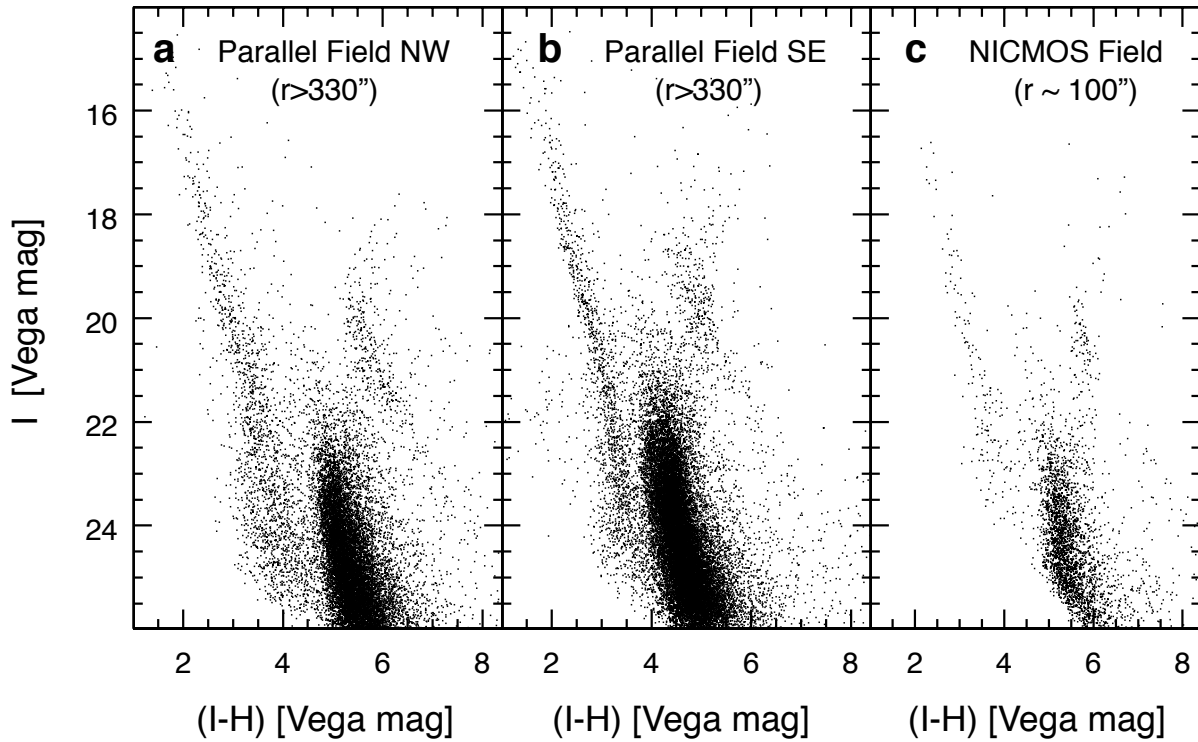 a Parallel Field NW
(r>330”)
b Parallel Field SE
(r>330”)
c NICMOS Field
(r ~ 100”)
16
18
20
22
24
I [Vega mag]
2 4 6 8
2 4 6 8
2 4 6 8
(I-H) [Vega mag]
(I-H) [Vega mag]
(I-H) [Vega mag]